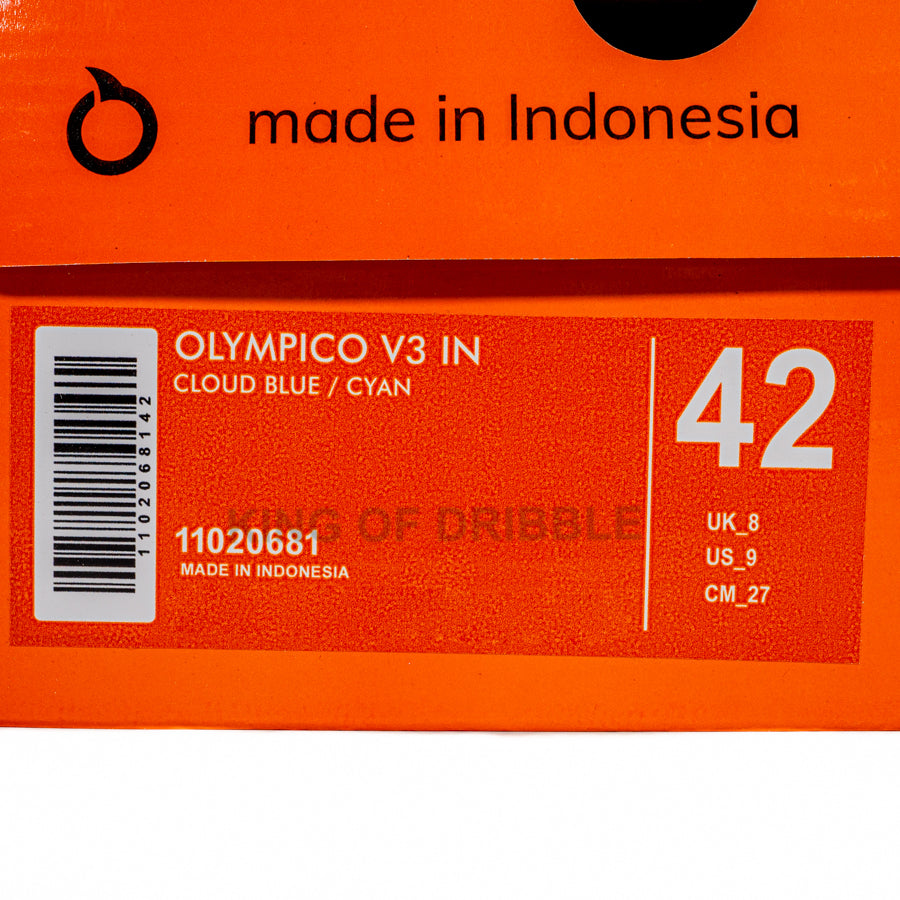 made in Indonesia
OLYMPICO V3 IN
CLOUD BLUE / CYAN
1102068142
KING OF DRIBBLE
11020681
MADE IN INDONESIA
42
UK_8
US_9
CM_27